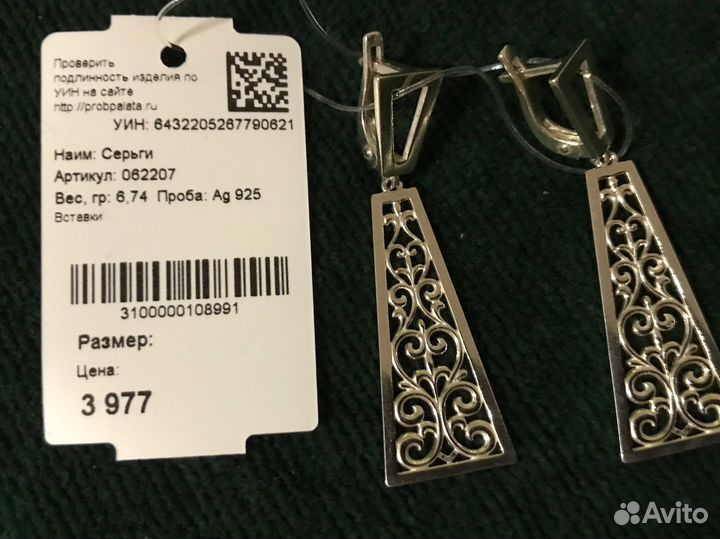 Проверить
подлинность изделия по
УИН на сайте
http://probpalata.ru
УИН: 6432205267790621
Наим: Серьги
Артикул: 062207
Вес, гр: 6,74 Проба: Ag 925
Вставки
3100000108991
Размер:
Цена:
3 977
Avito